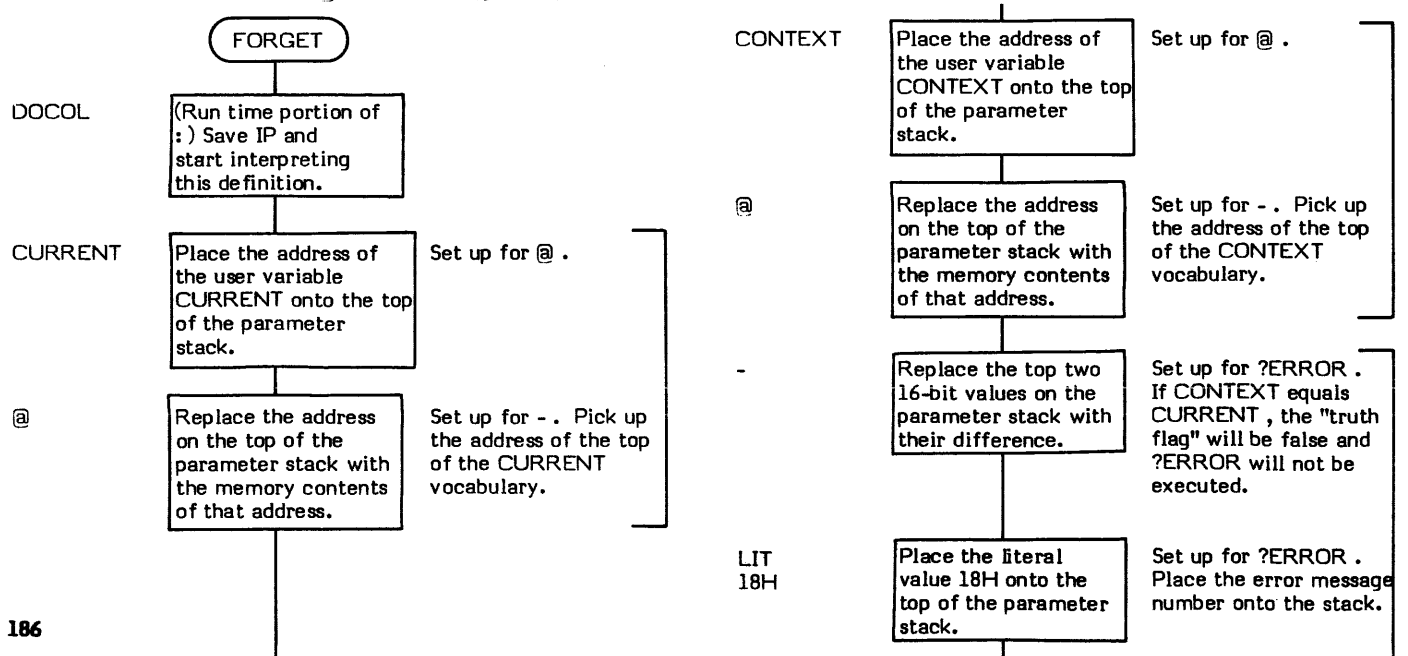 FORGET
DOCOL
(Run time portion of
: ) Save IP and
start interpreting
this definition.
CURRENT
Place the address of
the user variable
CURRENT onto the top
of the parameter
stack.
Set up for @ .
@
Replace the address
on the top of the
parameter stack with
the memory contents
of that address.
Set up for - . Pick up
the address of the top
of the CURRENT
vocabulary.
186
CONTEXT
Place the address of
the user variable
CONTEXT onto the top
of the parameter
stack.
Set up for @ .
@
Replace the address
on the top of the
parameter stack with
the memory contents
of that address.
Set up for - . Pick up
the address of the top
of the CONTEXT
vocabulary.
-
Replace the top two
16-bit values on the
parameter stack with
their difference.
Set up for ?ERROR .
If CONTEXT equals
CURRENT , the "truth
flag" will be false and
?ERROR will not be
executed.
LIT
18H
Place the literal
value 18H onto the
top of the parameter
stack.
Set up for ?ERROR .
Place the error message
number onto the stack.